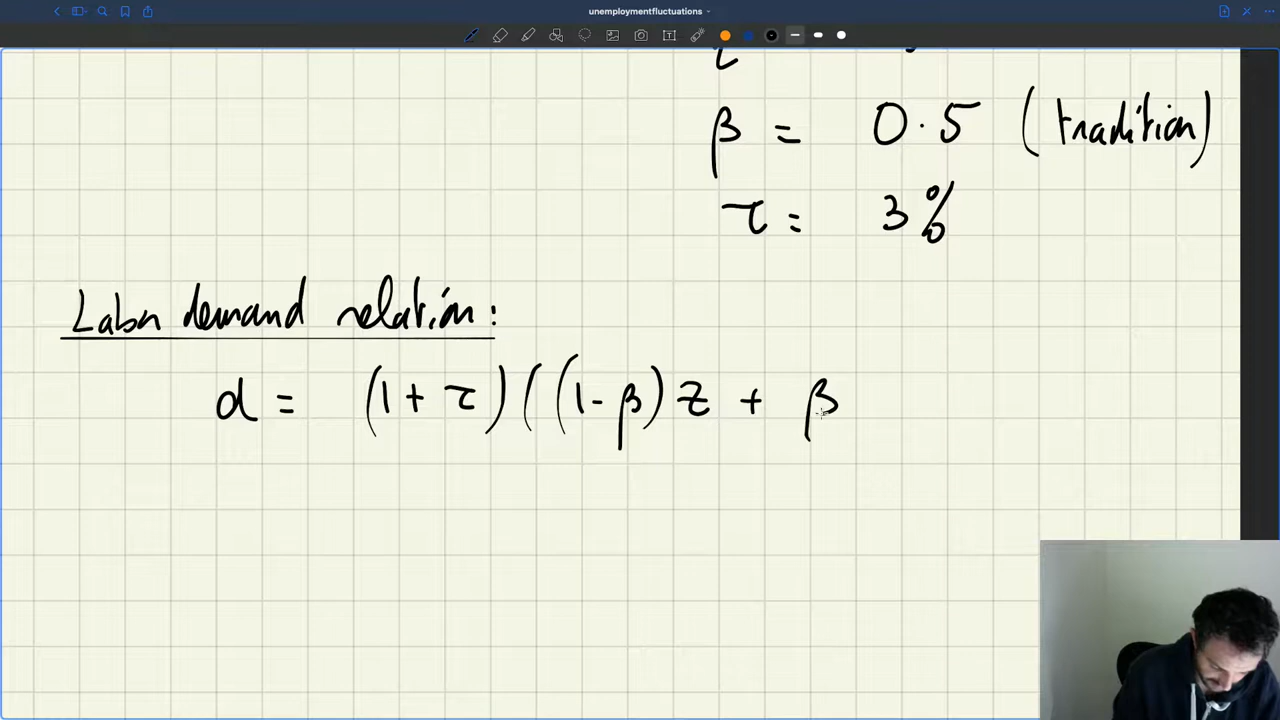 unemploymentfluctuations
β = 0.5 (tradition)
τ = 3%
Labor demand relation:
α = (1+τ)((1-β)z + β